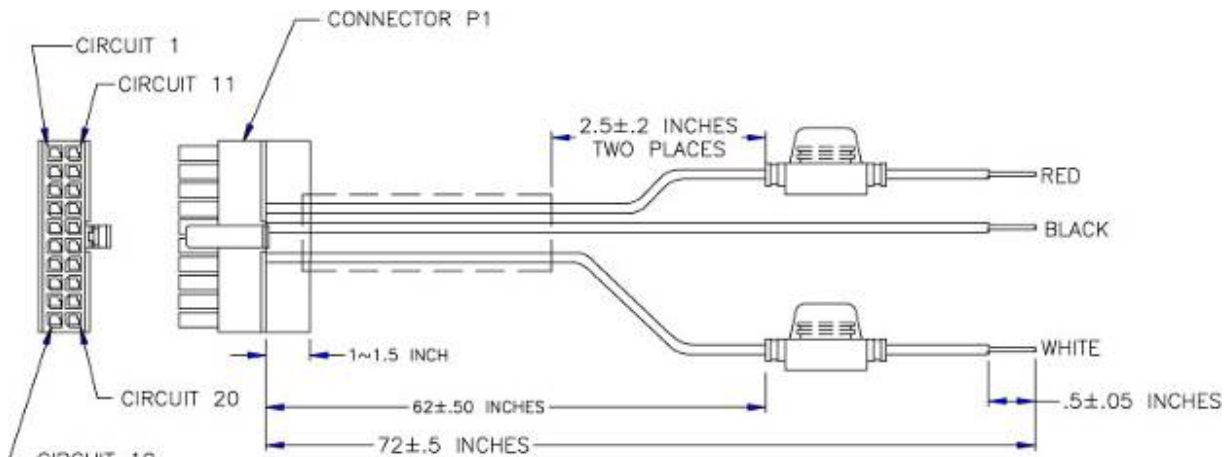 CONNECTOR P1
CIRCUIT 1
CIRCUIT 11
2.5±.2 INCHES
TWO PLACES
RED
BLACK
1~1.5 INCH
WHITE
CIRCUIT 20
62±.50 INCHES
.5±.05 INCHES
72±.5 INCHES
CIRCUIT